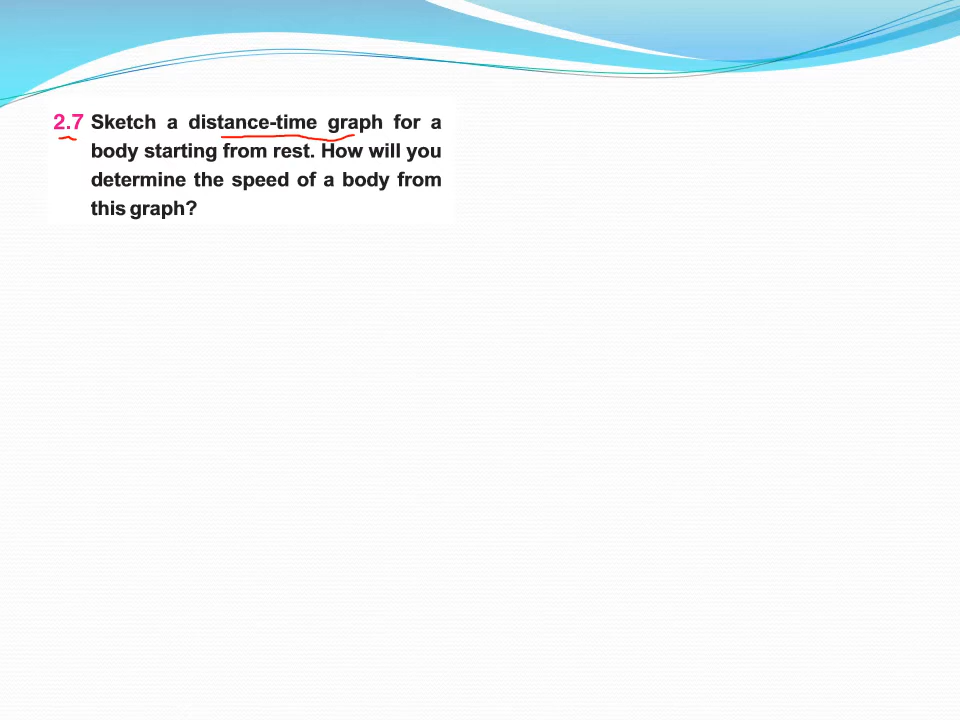 2.7 Sketch a distance-time graph for a
body starting from rest. How will you
determine the speed of a body from
this graph?